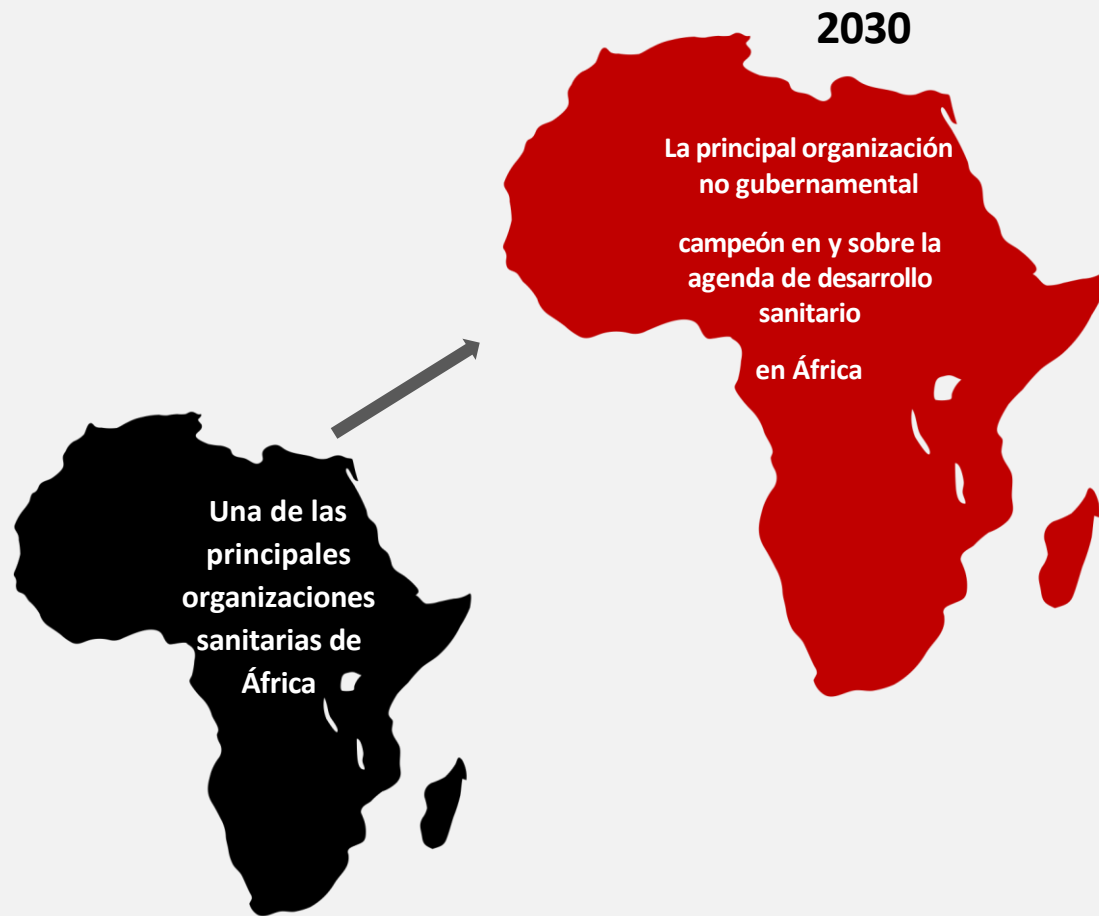 2030
La principal organización
no gubernamental
campeón en y sobre la
agenda de desarrollo
sanitario
en África
Una de las
principales
organizaciones
sanitarias de
África